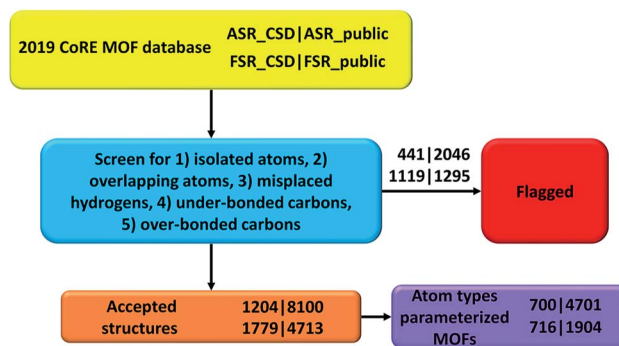 2019 CoRE MOF database
ASR_CSD|ASR_public
FSR_CSD|FSR_public
Screen for 1) isolated atoms, 2)
overlapping atoms, 3) misplaced
hydrogens, 4) under-bonded carbons,
5) over-bonded carbons
441|2046
1119|1295
Flagged
Accepted
structures
1204|8100
1779|4713
Atom types
parameterized
MOFs
700|4701
716|1904